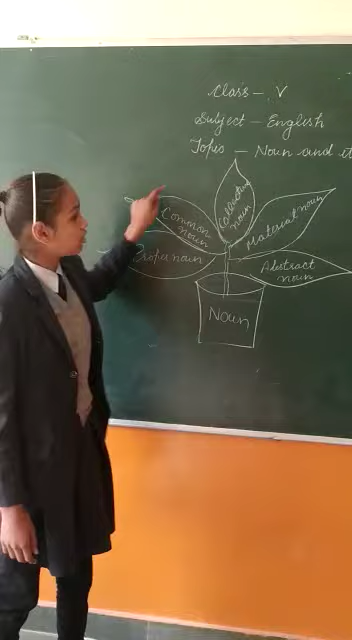 Class - V
Subject - English
Topic - Noun and it
Collective
noun
Common
noun
Material noun
Proper noun
Abstract
noun
Noun